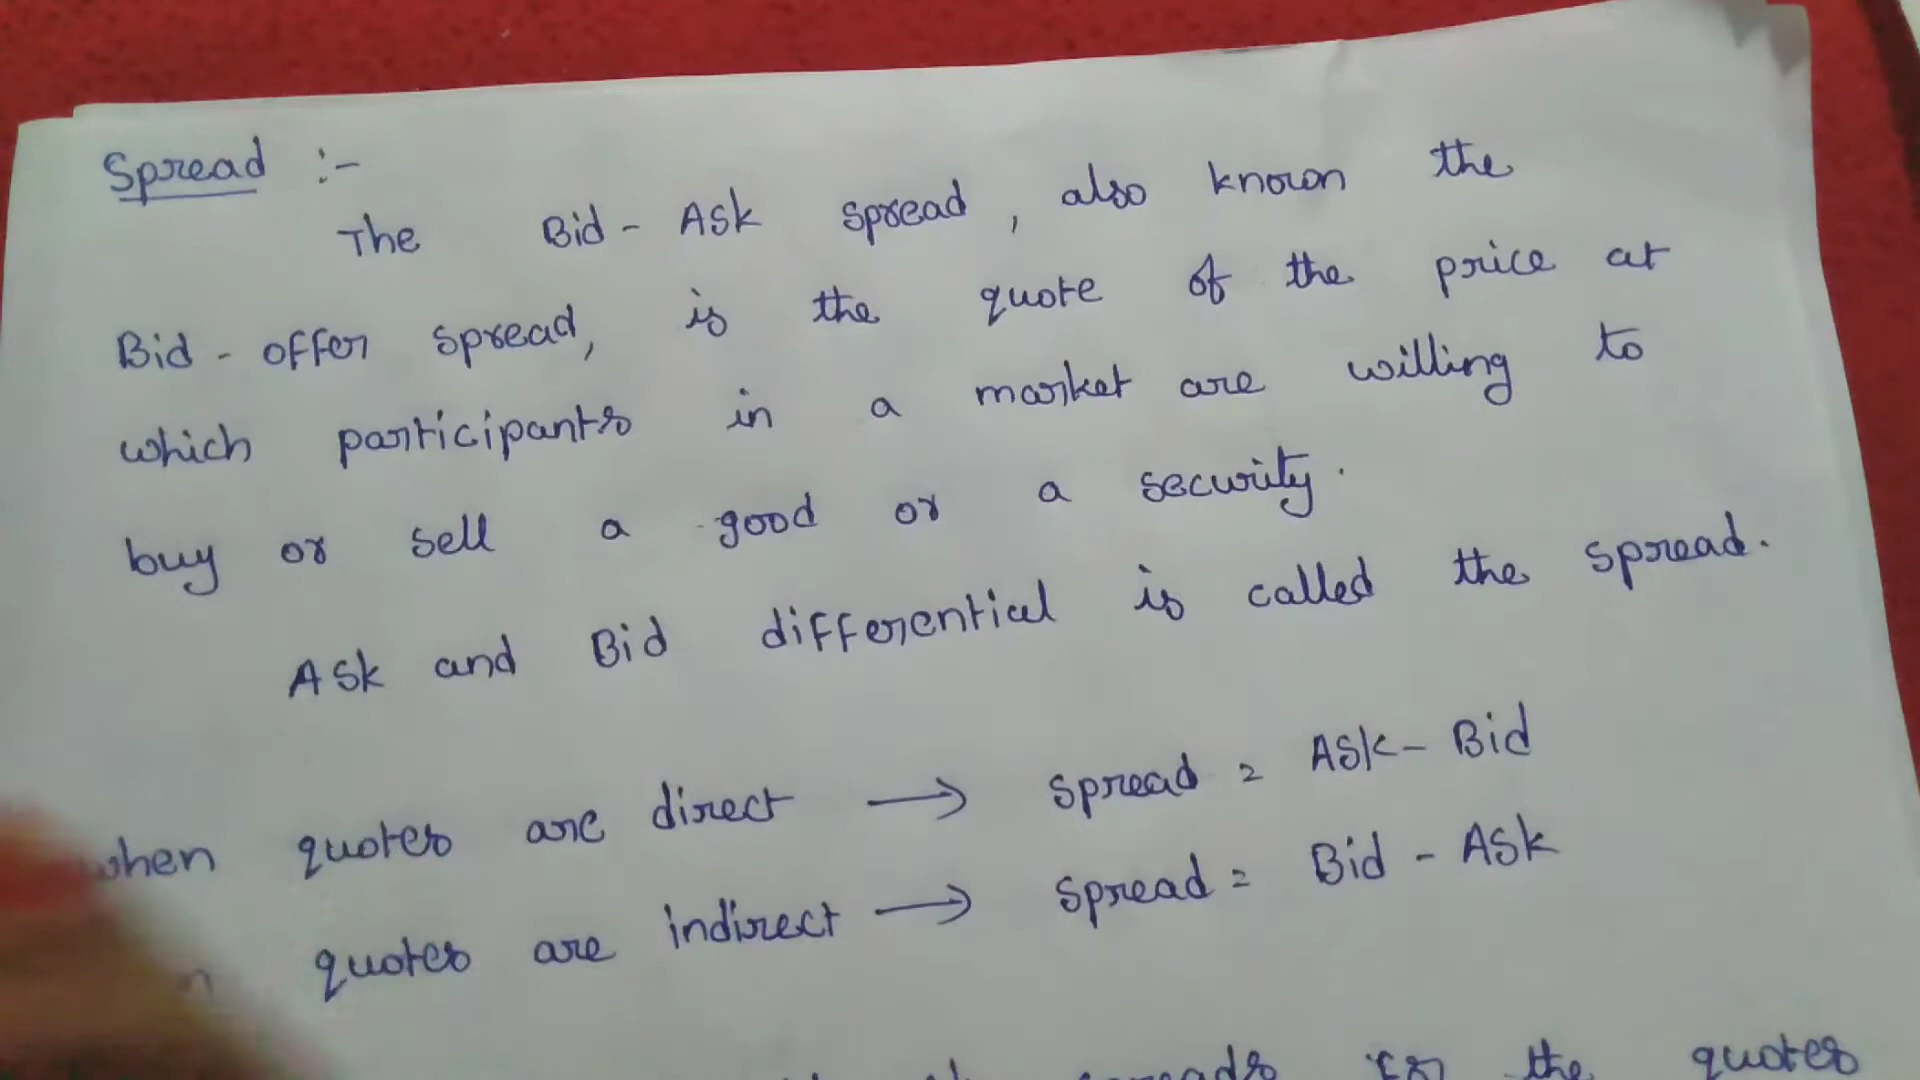 Spread :-
The Bid - Ask spread, also known the
Bid - offer spread, is the quote of the price at
which participants in a market are willing to
buy or sell a good or a security.
Ask and Bid differential is called the spread.
when quotes are direct → spread = Ask - Bid
quotes are indirect → spread = Bid - Ask
the quotes